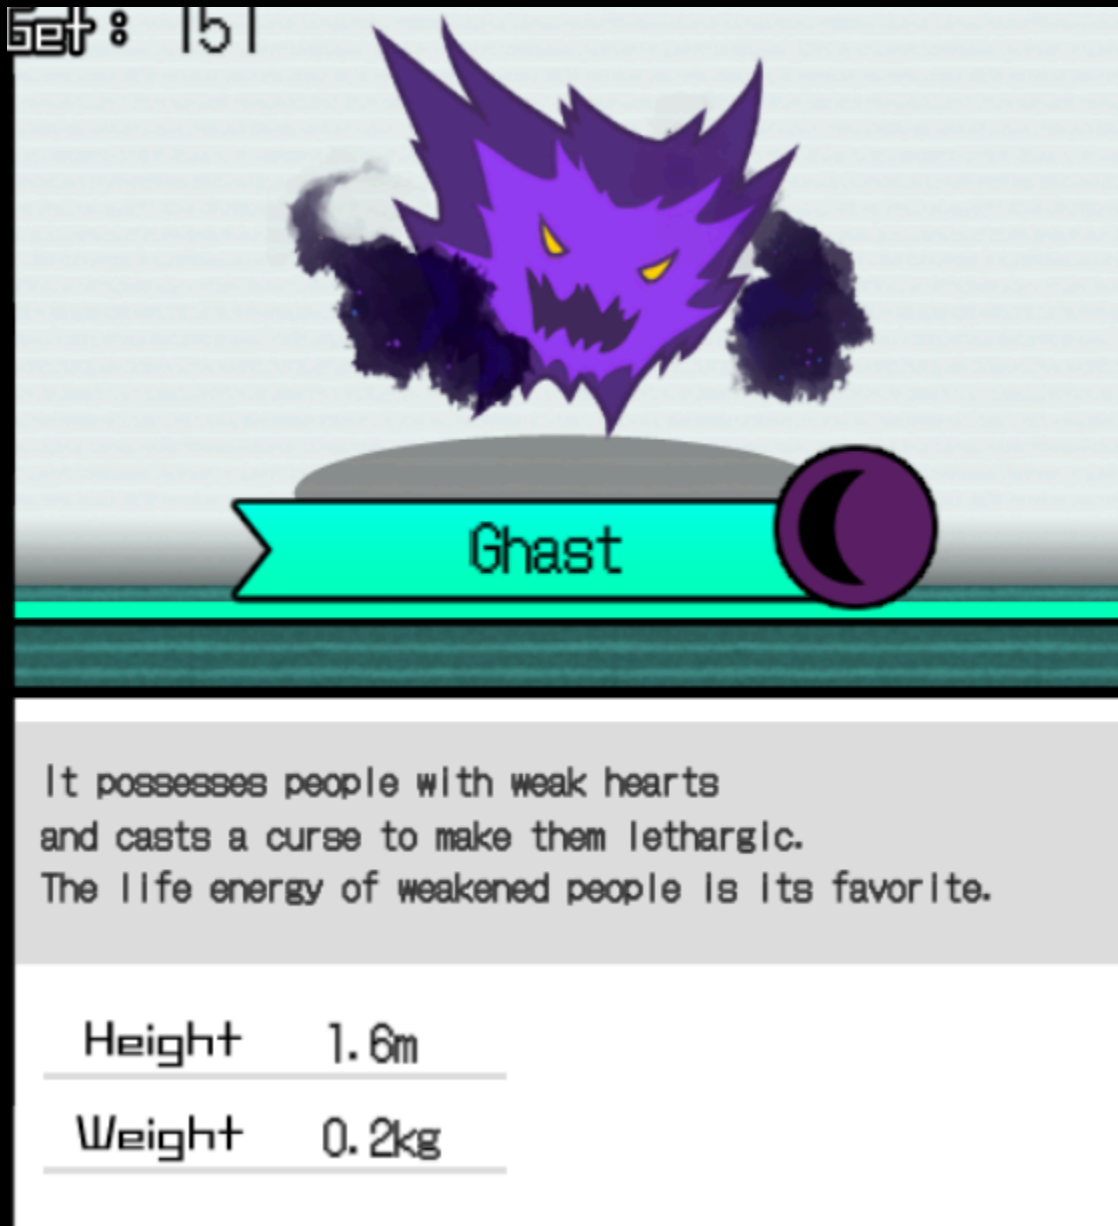 Get: 151
Ghast
It possesses people with weak hearts
and casts a curse to make them lethargic.
The life energy of weakened people is its favorite.
Height 1.6m
Weight 0.2kg